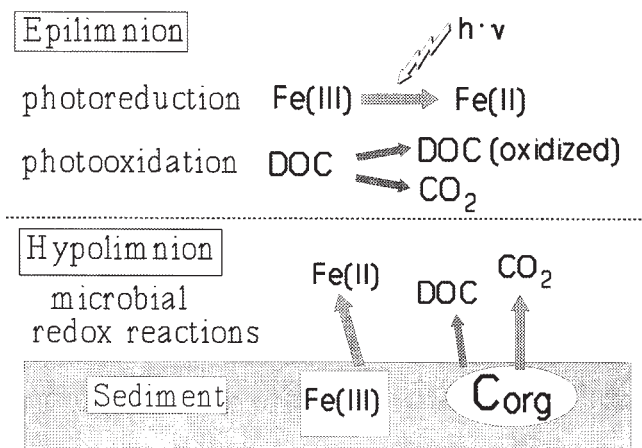 Epilimnion
h·ν
photoreduction Fe(III) Fe(II)
photooxidation DOC DOC (oxidized)
CO₂
Hypolimnion
microbial
redox reactions
Fe(II) DOC CO₂
Sediment Fe(III) Corg